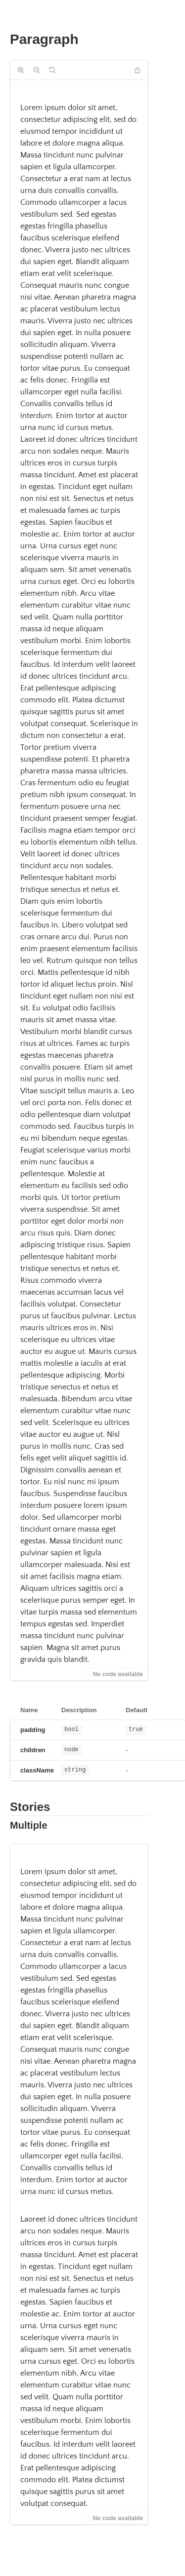 Paragraph
Lorem ipsum dolor sit amet,
consectetur adipiscing elit, sed do
eiusmod tempor incididunt ut
labore et dolore magna aliqua.
Massa tincidunt nunc pulvinar
sapien et ligula ullamcorper.
Consectetur a erat nam at lectus
urna duis convallis convallis.
Commodo ullamcorper a lacus
vestibulum sed. Sed egestas
egestas fringilla phasellus
faucibus scelerisque eleifend
donec. Viverra justo nec ultrices
dui sapien eget. Blandit aliquam
etiam erat velit scelerisque.
Consequat mauris nunc congue
nisi vitae. Aenean pharetra magna
ac placerat vestibulum lectus
mauris. Viverra justo nec ultrices
dui sapien eget. In nulla posuere
sollicitudin aliquam. Viverra
suspendisse potenti nullam ac
tortor vitae purus. Eu consequat
ac felis donec. Fringilla est
ullamcorper eget nulla facilisi.
Convallis convallis tellus id
interdum. Enim tortor at auctor
urna nunc id cursus metus.
Laoreet id donec ultrices tincidunt
arcu non sodales neque. Mauris
ultrices eros in cursus turpis
massa tincidunt. Amet est placerat
in egestas. Tincidunt eget nullam
non nisi est sit. Senectus et netus
et malesuada fames ac turpis
egestas. Sapien faucibus et
molestie ac. Enim tortor at auctor
urna. Urna cursus eget nunc
scelerisque viverra mauris in
aliquam sem. Sit amet venenatis
urna cursus eget. Orci eu lobortis
elementum nibh. Arcu vitae
elementum curabitur vitae nunc
sed velit. Quam nulla porttitor
massa id neque aliquam
vestibulum morbi. Enim lobortis
scelerisque fermentum dui
faucibus. Id interdum velit laoreet
id donec ultrices tincidunt arcu.
Erat pellentesque adipiscing
commodo elit. Platea dictumst
quisque sagittis purus sit amet
volutpat consequat. Scelerisque in
dictum non consectetur a erat.
Tortor pretium viverra
suspendisse potenti. Et pharetra
pharetra massa massa ultricies.
Cras fermentum odio eu feugiat
pretium nibh ipsum consequat. In
fermentum posuere urna nec
tincidunt praesent semper feugiat.
Facilisis magna etiam tempor orci
eu lobortis elementum nibh tellus.
Velit laoreet id donec ultrices
tincidunt arcu non sodales.
Pellentesque habitant morbi
tristique senectus et netus et.
Diam quis enim lobortis
scelerisque fermentum dui
faucibus in. Libero volutpat sed
cras ornare arcu dui. Purus non
enim praesent elementum facilisis
leo vel. Rutrum quisque non tellus
orci. Mattis pellentesque id nibh
tortor id aliquet lectus proin. Nisl
tincidunt eget nullam non nisi est
sit. Eu volutpat odio facilisis
mauris sit amet massa vitae.
Vestibulum morbi blandit cursus
risus at ultrices. Fames ac turpis
egestas maecenas pharetra
convallis posuere. Etiam sit amet
nisl purus in mollis nunc sed.
Vitae suscipit tellus mauris a. Leo
vel orci porta non. Felis donec et
odio pellentesque diam volutpat
commodo sed. Faucibus turpis in
eu mi bibendum neque egestas.
Feugiat scelerisque varius morbi
enim nunc faucibus a
pellentesque. Molestie at
elementum eu facilisis sed odio
morbi quis. Ut tortor pretium
viverra suspendisse. Sit amet
porttitor eget dolor morbi non
arcu risus quis. Diam donec
adipiscing tristique risus. Sapien
pellentesque habitant morbi
tristique senectus et netus et.
Risus commodo viverra
maecenas accumsan lacus vel
facilisis volutpat. Consectetur
purus ut faucibus pulvinar. Lectus
mauris ultrices eros in. Nisi
scelerisque eu ultrices vitae
auctor eu augue ut. Mauris cursus
mattis molestie a iaculis at erat
pellentesque adipiscing. Morbi
tristique senectus et netus et
malesuada. Bibendum arcu vitae
elementum curabitur vitae nunc
sed velit. Scelerisque eu ultrices
vitae auctor eu augue ut. Nisl
purus in mollis nunc. Cras sed
felis eget velit aliquet sagittis id.
Dignissim convallis aenean et
tortor. Eu nisl nunc mi ipsum
faucibus. Suspendisse faucibus
interdum posuere lorem ipsum
dolor. Sed ullamcorper morbi
tincidunt ornare massa eget
egestas. Massa tincidunt nunc
pulvinar sapien et ligula
ullamcorper malesuada. Nisi est
sit amet facilisis magna etiam.
Aliquam ultrices sagittis orci a
scelerisque purus semper eget. In
vitae turpis massa sed elementum
tempus egestas sed. Imperdiet
massa tincidunt nunc pulvinar
sapien. Magna sit amet purus
gravida quis blandit.
No code available
Name Description Default
padding bool true
children node -
className string -
Stories
Multiple
Lorem ipsum dolor sit amet,
consectetur adipiscing elit, sed do
eiusmod tempor incididunt ut
labore et dolore magna aliqua.
Massa tincidunt nunc pulvinar
sapien et ligula ullamcorper.
Consectetur a erat nam at lectus
urna duis convallis convallis.
Commodo ullamcorper a lacus
vestibulum sed. Sed egestas
egestas fringilla phasellus
faucibus scelerisque eleifend
donec. Viverra justo nec ultrices
dui sapien eget. Blandit aliquam
etiam erat velit scelerisque.
Consequat mauris nunc congue
nisi vitae. Aenean pharetra magna
ac placerat vestibulum lectus
mauris. Viverra justo nec ultrices
dui sapien eget. In nulla posuere
sollicitudin aliquam. Viverra
suspendisse potenti nullam ac
tortor vitae purus. Eu consequat
ac felis donec. Fringilla est
ullamcorper eget nulla facilisi.
Convallis convallis tellus id
interdum. Enim tortor at auctor
urna nunc id cursus metus.
Laoreet id donec ultrices tincidunt
arcu non sodales neque. Mauris
ultrices eros in cursus turpis
massa tincidunt. Amet est placerat
in egestas. Tincidunt eget nullam
non nisi est sit. Senectus et netus
et malesuada fames ac turpis
egestas. Sapien faucibus et
molestie ac. Enim tortor at auctor
urna. Urna cursus eget nunc
scelerisque viverra mauris in
aliquam sem. Sit amet venenatis
urna cursus eget. Orci eu lobortis
elementum nibh. Arcu vitae
elementum curabitur vitae nunc
sed velit. Quam nulla porttitor
massa id neque aliquam
vestibulum morbi. Enim lobortis
scelerisque fermentum dui
faucibus. Id interdum velit laoreet
id donec ultrices tincidunt arcu.
Erat pellentesque adipiscing
commodo elit. Platea dictumst
quisque sagittis purus sit amet
volutpat consequat.
No code available